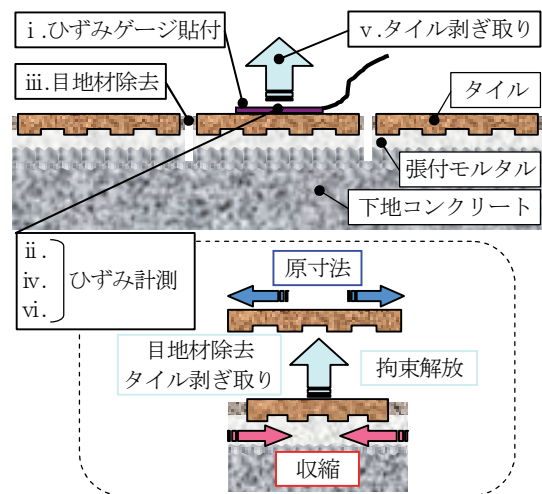 ⅰ.ひずみゲージ貼付
ⅴ.タイル剥ぎ取り
ⅲ.目地材除去
タイル
張付モルタル
下地コンクリート
ⅱ.
ⅳ.
ⅵ.
ひずみ計測
原寸法
目地材除去
タイル剥ぎ取り
拘束解放
収縮